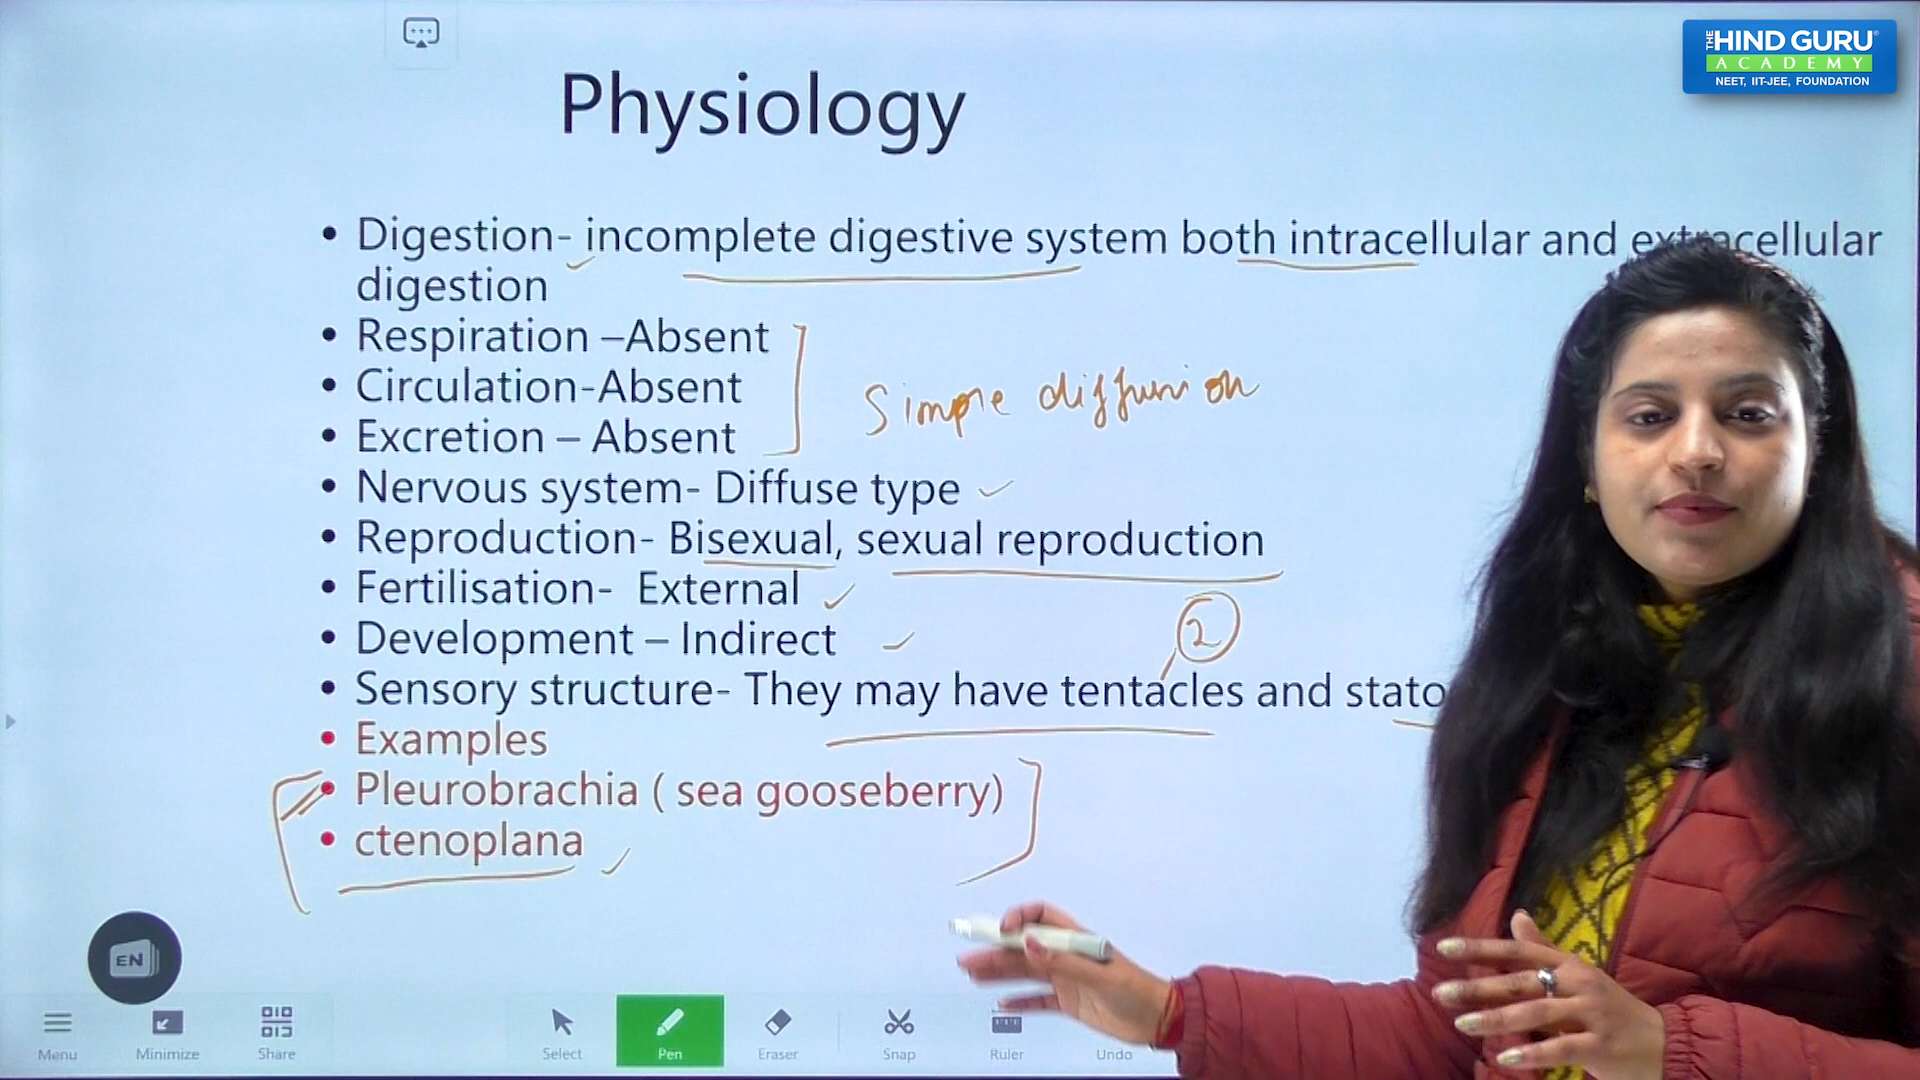 THE HIND GURU
ACADEMY
NEET, IIT-JEE, FOUNDATION
Physiology
• Digestion- incomplete digestive system both intracellular and extracellular
digestion
• Respiration –Absent
• Circulation-Absent
• Excretion – Absent
Simple diffusion
• Nervous system- Diffuse type
• Reproduction- Bisexual, sexual reproduction
• Fertilisation- External
• Development – Indirect
2
• Sensory structure- They may have tentacles and stato
• Examples
• Pleurobrachia ( sea gooseberry)
• ctenoplana
EN
Menu Minimize Share Select Pen Eraser Snap Ruler Undo